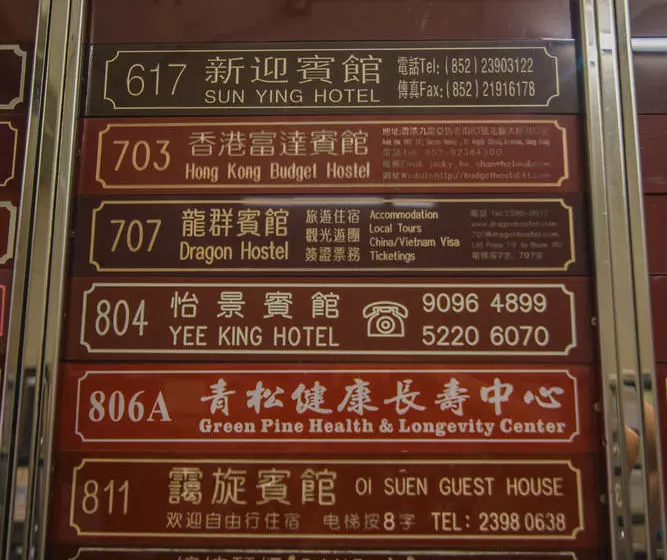 617 新迎賓館 電話Tel: (852) 23903122
SUN YING HOTEL 傳真Fax: (852) 21916178
703 香港富達賓館
Hong Kong Budget Hostel
707 龍群賓館
Dragon Hostel
旅遊住宿 Accommodation
觀光遊團 Local Tours
簽證票務 China/Vietnam Visa
Ticketings
804 怡景賓館 9096 4899
YEE KING HOTEL 5220 6070
806A 青松健康長壽中心
Green Pine Health & Longevity Center
811 靄旋賓館 OI SUEN GUEST HOUSE
欢迎自由行住宿 电梯按8字 TEL: 2398 0638